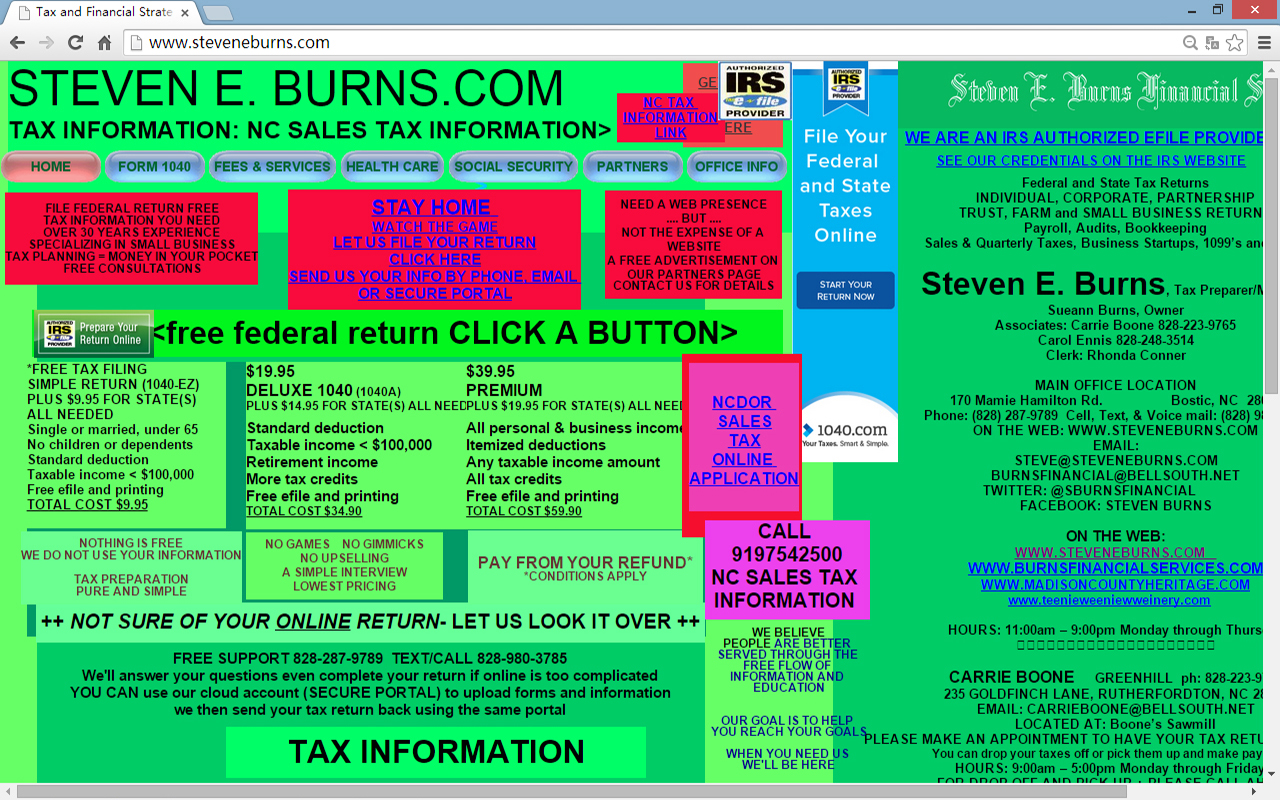 Tax and Financial Strate
www.steveneburns.com
STEVEN E. BURNS.COM
TAX INFORMATION: NC SALES TAX INFORMATION>
GE
NC TAX
INFORMATION
LINK
ERE
AUTHORIZED
IRS
e-file
PROVIDER
HOME
FORM 1040
FEES & SERVICES
HEALTH CARE
SOCIAL SECURITY
PARTNERS
OFFICE INFO
FILE FEDERAL RETURN FREE
TAX INFORMATION YOU NEED
OVER 30 YEARS EXPERIENCE
SPECIALIZING IN SMALL BUSINESS
TAX PLANNING = MONEY IN YOUR POCKET
FREE CONSULTATIONS
STAY HOME
WATCH THE GAME
LET US FILE YOUR RETURN
CLICK HERE
SEND US YOUR INFO BY PHONE, EMAIL
OR SECURE PORTAL
NEED A WEB PRESENCE
.... BUT ....
NOT THE EXPENSE OF A
WEBSITE
A FREE ADVERTISEMENT ON
OUR PARTNERS PAGE
CONTACT US FOR DETAILS
AUTHORIZED
IRS
e-file
PROVIDER
Prepare Your
Return Online
<free federal return CLICK A BUTTON>
*FREE TAX FILING
SIMPLE RETURN (1040-EZ)
PLUS $9.95 FOR STATE(S)
ALL NEEDED
Single or married, under 65
No children or dependents
Standard deduction
Taxable income < $100,000
Free efile and printing
TOTAL COST $9.95
$19.95
DELUXE 1040 (1040A)
PLUS $14.95 FOR STATE(S) ALL NEED
Standard deduction
Taxable income < $100,000
Retirement income
More tax credits
Free efile and printing
TOTAL COST $34.90
$39.95
PREMIUM
PLUS $19.95 FOR STATE(S) ALL NEE
All personal & business incom
Itemized deductions
Any taxable income amount
All tax credits
Free efile and printing
TOTAL COST $59.90
NCDOR
SALES
TAX
ONLINE
APPLICATION
NOTHING IS FREE
WE DO NOT USE YOUR INFORMATION
TAX PREPARATION
PURE AND SIMPLE
NO GAMES NO GIMMICKS
NO UPSELLING
A SIMPLE INTERVIEW
LOWEST PRICING
PAY FROM YOUR REFUND*
*CONDITIONS APPLY
CALL
9197542500
NC SALES TAX
INFORMATION
++ NOT SURE OF YOUR ONLINE RETURN- LET US LOOK IT OVER ++
FREE SUPPORT 828-287-9789 TEXT/CALL 828-980-3785
We'll answer your questions even complete your return if online is too complicated
YOU CAN use our cloud account (SECURE PORTAL) to upload forms and information
we then send your tax return back using the same portal
TAX INFORMATION
WE BELIEVE
PEOPLE ARE BETTER
SERVED THROUGH THE
FREE FLOW OF
INFORMATION AND
EDUCATION
OUR GOAL IS TO HELP
YOU REACH YOUR GOALS
WHEN YOU NEED US
WE'LL BE HERE
AUTHORIZED
IRS
e-file
PROVIDER
File Your
Federal
and State
Taxes
Online
START YOUR
RETURN NOW
1040.com
Your Taxes. Smart & Simple.
Steven E. Burns Financial S
WE ARE AN IRS AUTHORIZED EFILE PROVIDE
SEE OUR CREDENTIALS ON THE IRS WEBSITE
Federal and State Tax Returns
INDIVIDUAL, CORPORATE, PARTNERSHIP
TRUST, FARM and SMALL BUSINESS RETURN
Payroll, Audits, Bookkeeping
Sales & Quarterly Taxes, Business Startups, 1099's an
Steven E. Burns, Tax Preparer/M
Sueann Burns, Owner
Associates: Carrie Boone 828-223-9765
Carol Ennis 828-248-3514
Clerk: Rhonda Conner
MAIN OFFICE LOCATION
170 Mamie Hamilton Rd. Bostic, NC 280
Phone: (828) 287-9789 Cell, Text, & Voice mail: (828) 98
ON THE WEB: WWW.STEVENEBURNS.COM
EMAIL:
STEVE@STEVENEBURNS.COM
BURNSFINANCIAL@BELLSOUTH.NET
TWITTER: @SBURNSFINANCIAL
FACEBOOK: STEVEN BURNS
ON THE WEB:
WWW.STEVENEBURNS.COM
WWW.BURNSFINANCIALSERVICES.COM
WWW.MADISONCOUNTYHERITAGE.COM
www.teenieweeniewweinery.com
HOURS: 11:00am – 9:00pm Monday through Thurs
CARRIE BOONE GREENHILL ph: 828-223-9
235 GOLDFINCH LANE, RUTHERFORDTON, NC 28
EMAIL: CARRIEBOONE@BELLSOUTH.NET
LOCATED AT: Boone's Sawmill
PLEASE MAKE AN APPOINTMENT TO HAVE YOUR TAX RETU
You can drop your taxes off or pick them up and make pay
HOURS: 9:00am – 5:00pm Monday through Friday
FOR DROP OFF AND PICK UP + PLEASE CALL AH